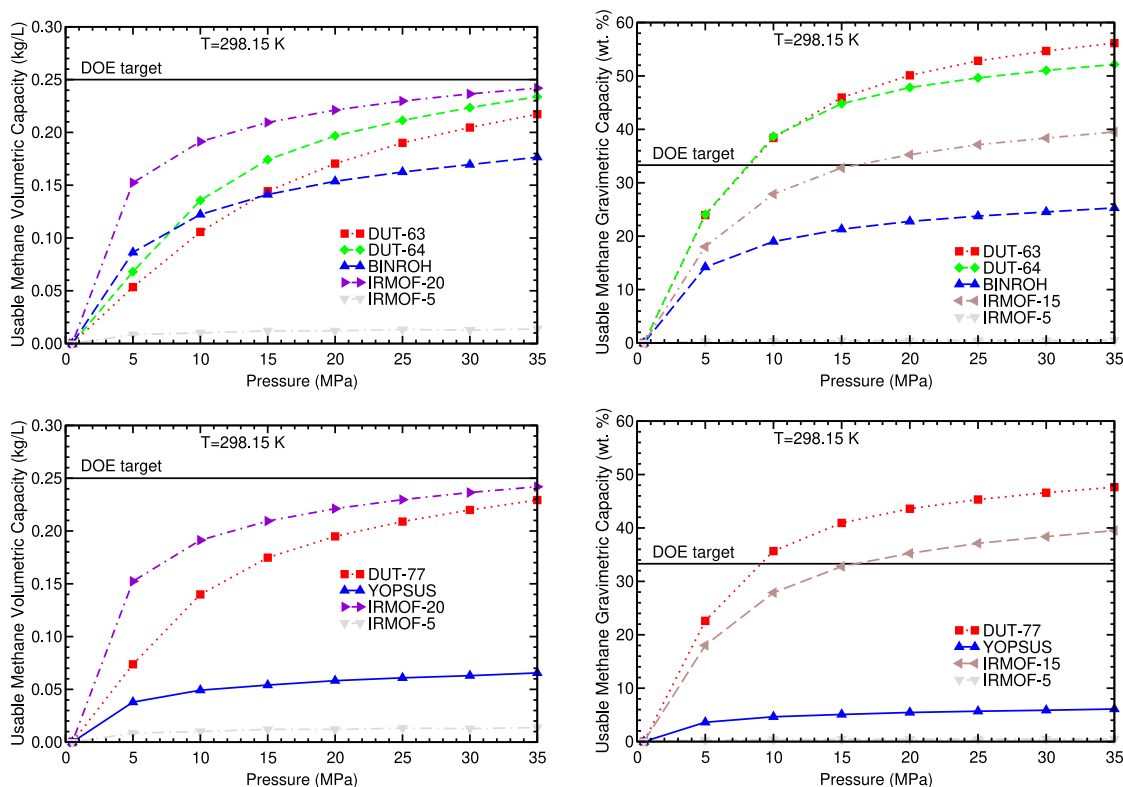 Usable Methane Volumetric Capacity (kg/L)
0.30
0.25
0.20
0.15
0.10
0.05
0.00
T=298.15 K
DOE target
DUT-63
DUT-64
BINROH
IRMOF-20
IRMOF-5
0 5 10 15 20 25 30 35
Pressure (MPa)
Usable Methane Gravimetric Capacity (wt. %)
60
50
40
30
20
10
0
T=298.15 K
DOE target
DUT-63
DUT-64
BINROH
IRMOF-15
IRMOF-5
0 5 10 15 20 25 30 35
Pressure (MPa)
Usable Methane Volumetric Capacity (kg/L)
0.30
0.25
0.20
0.15
0.10
0.05
0.00
T=298.15 K
DOE target
DUT-77
YOPSUS
IRMOF-20
IRMOF-5
0 5 10 15 20 25 30 35
Pressure (MPa)
Usable Methane Gravimetric Capacity (wt. %)
60
50
40
30
20
10
0
T=298.15 K
DOE target
DUT-77
YOPSUS
IRMOF-15
IRMOF-5
0 5 10 15 20 25 30 35
Pressure (MPa)